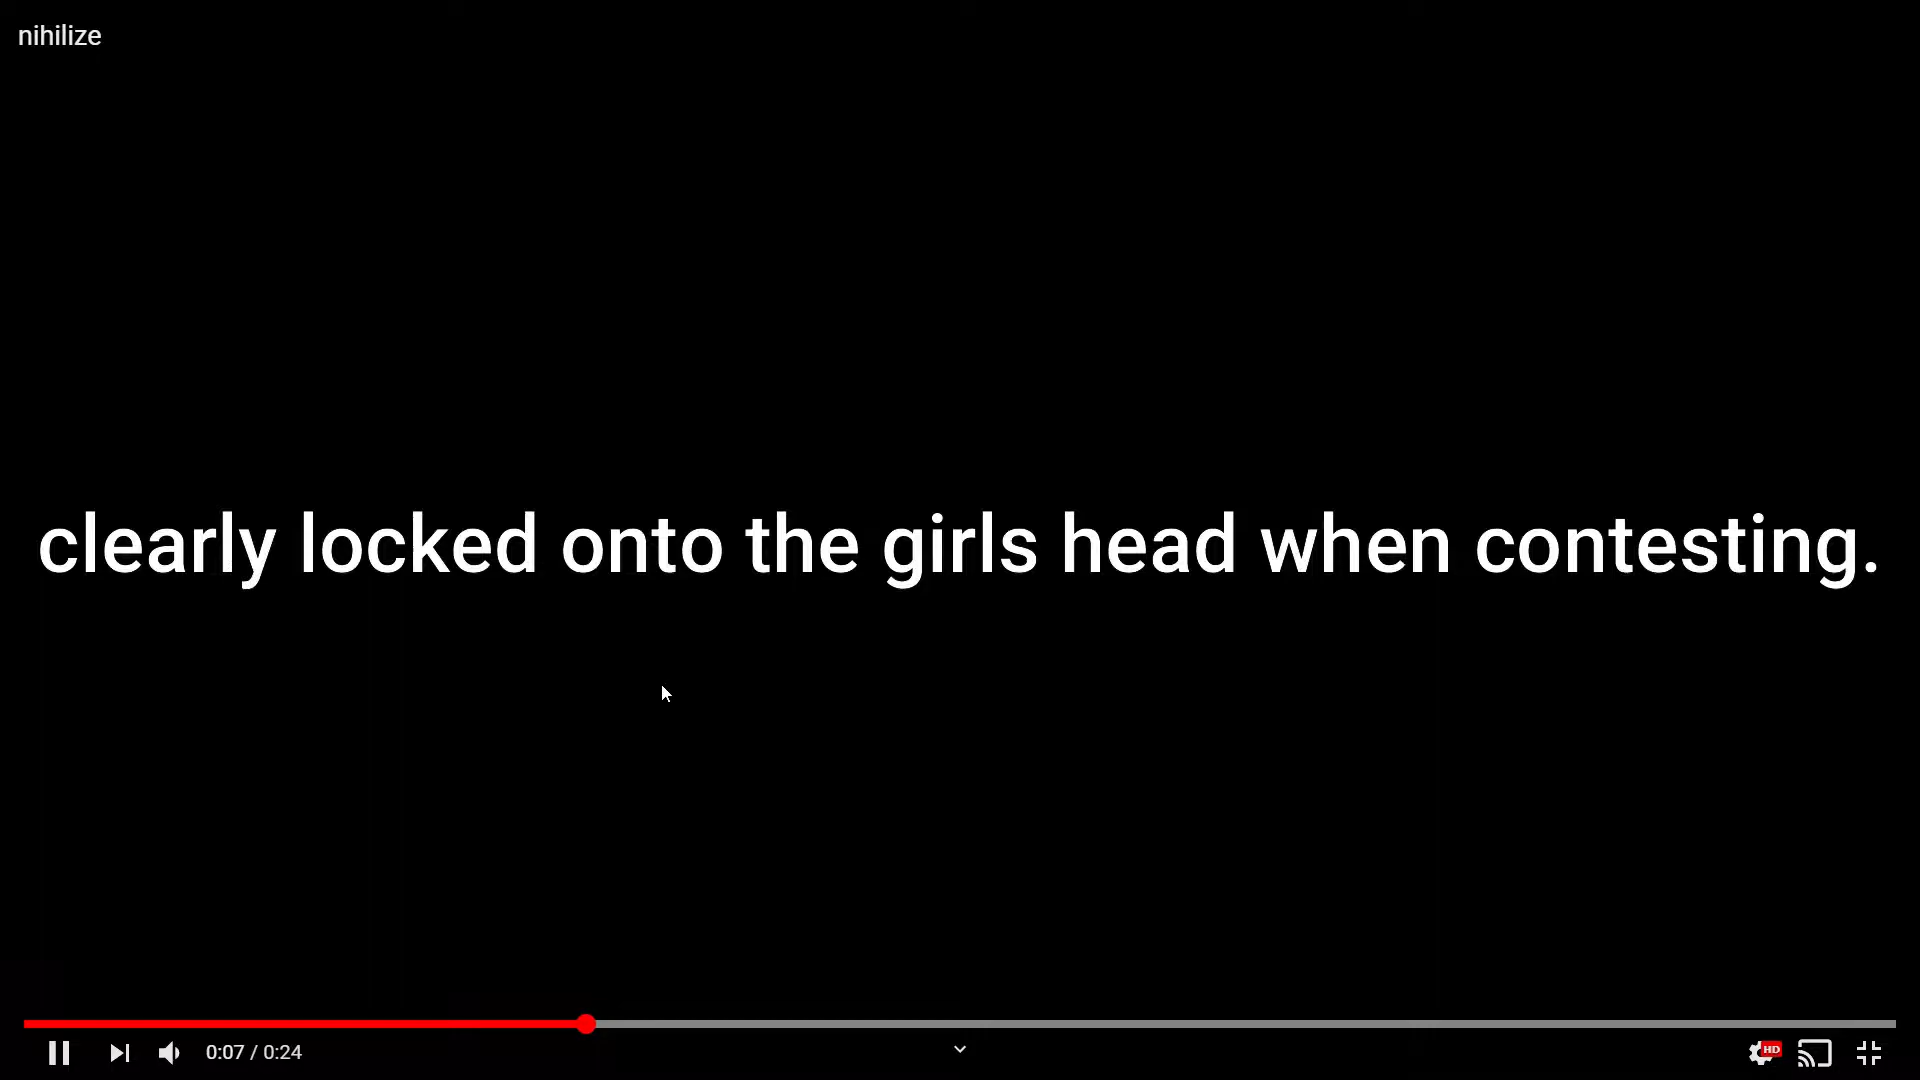 nihilize
clearly locked onto the girls head when contesting.
0:07 / 0:24
HD